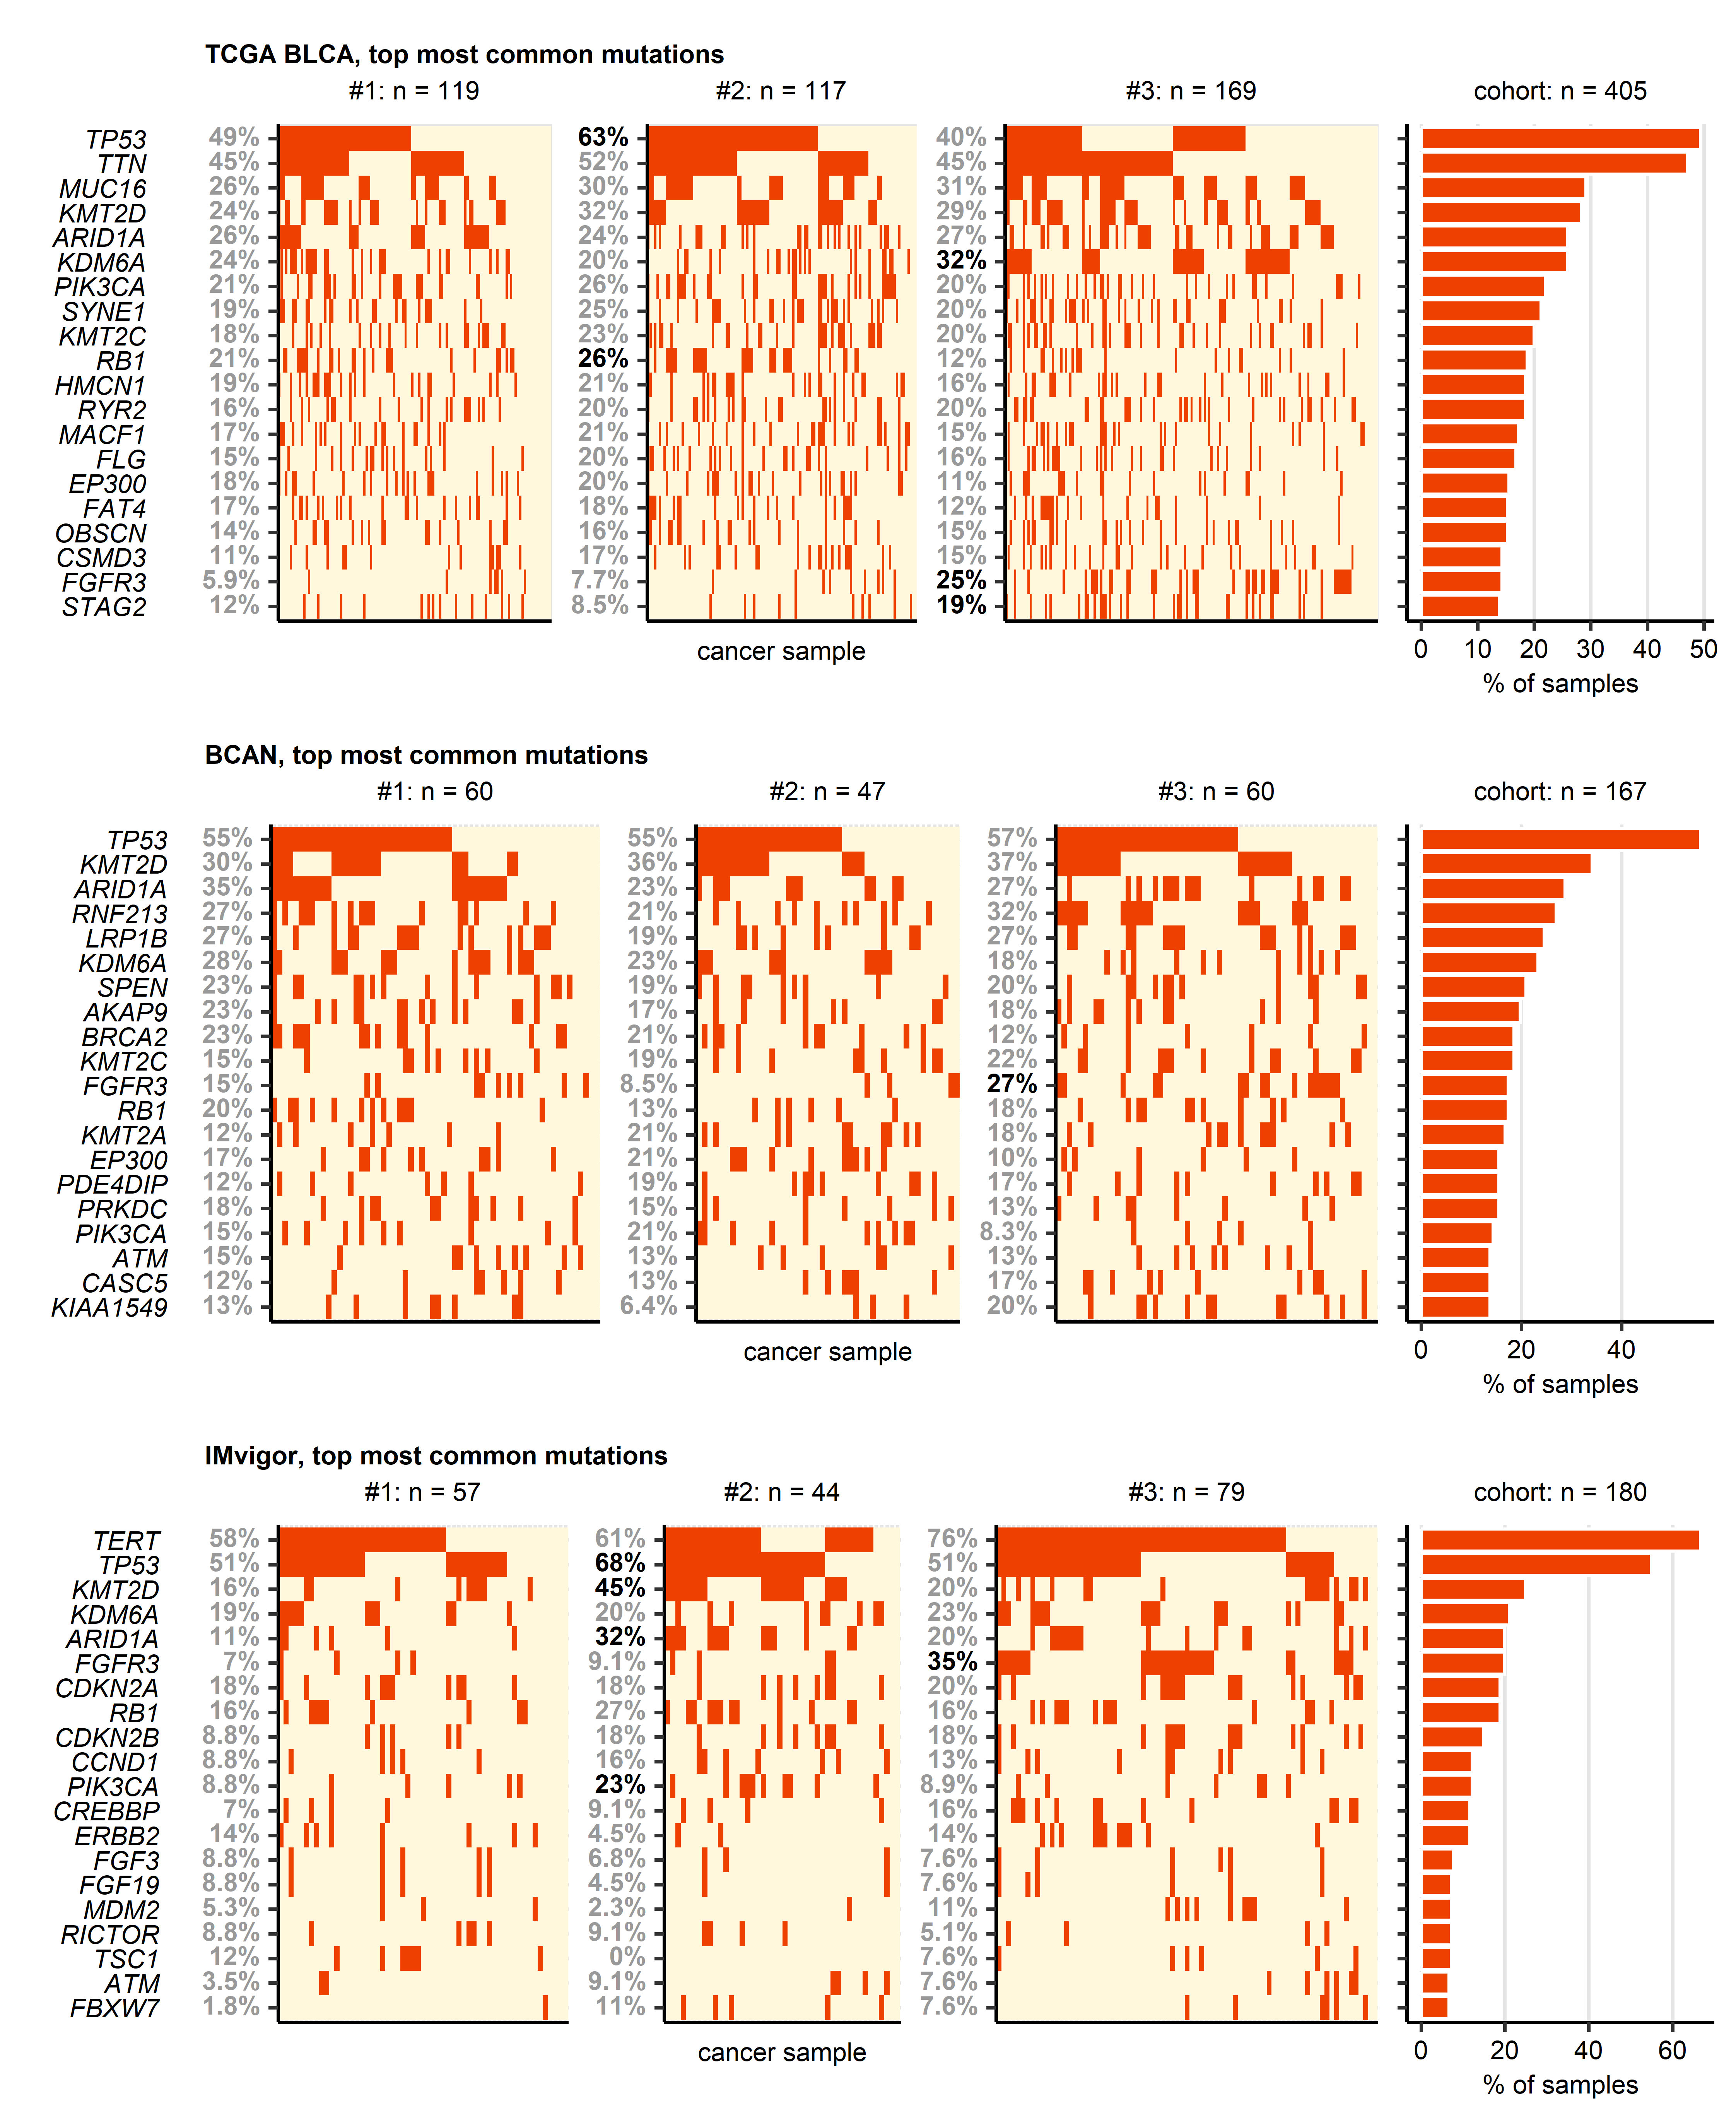 TCGA BLCA, top most common mutations
#1: n = 119 #2: n = 117 #3: n = 169 cohort: n = 405
TP53 49% 63% 40%
TTN 45% 52% 45%
MUC16 26% 30% 31%
KMT2D 24% 32% 29%
ARID1A 26% 24% 27%
KDM6A 24% 20% 32%
PIK3CA 21% 26% 20%
SYNE1 19% 25% 20%
KMT2C 18% 23% 20%
RB1 21% 26% 12%
HMCN1 19% 21% 16%
RYR2 16% 20% 20%
MACF1 17% 21% 15%
FLG 15% 20% 16%
EP300 18% 20% 11%
FAT4 17% 18% 12%
OBSCN 14% 16% 15%
CSMD3 11% 17% 15%
FGFR3 5.9% 7.7% 25%
STAG2 12% 8.5% 19%
0 10 20 30 40 50
cancer sample
% of samples
BCAN, top most common mutations
#1: n = 60 #2: n = 47 #3: n = 60 cohort: n = 167
TP53 55% 55% 57%
KMT2D 30% 36% 37%
ARID1A 35% 23% 27%
RNF213 27% 21% 32%
LRP1B 27% 19% 27%
KDM6A 28% 23% 18%
SPEN 23% 19% 20%
AKAP9 23% 17% 18%
BRCA2 23% 21% 12%
KMT2C 15% 19% 22%
FGFR3 15% 8.5% 27%
RB1 20% 13% 18%
KMT2A 12% 21% 18%
EP300 17% 21% 10%
PDE4DIP 12% 19% 17%
PRKDC 18% 15% 13%
PIK3CA 15% 21% 8.3%
ATM 15% 13% 13%
CASC5 12% 13% 17%
KIAA1549 13% 6.4% 20%
0 20 40
cancer sample
% of samples
IMvigor, top most common mutations
#1: n = 57 #2: n = 44 #3: n = 79 cohort: n = 180
TERT 58% 61% 76%
TP53 51% 68% 51%
KMT2D 16% 45% 20%
KDM6A 19% 20% 23%
ARID1A 11% 32% 20%
FGFR3 7% 9.1% 35%
CDKN2A 18% 18% 20%
RB1 16% 27% 16%
CDKN2B 8.8% 18% 18%
CCND1 8.8% 16% 13%
PIK3CA 8.8% 23% 8.9%
CREBBP 7% 9.1% 16%
ERBB2 14% 4.5% 14%
FGF3 8.8% 6.8% 7.6%
FGF19 8.8% 4.5% 7.6%
MDM2 5.3% 2.3% 11%
RICTOR 8.8% 9.1% 5.1%
TSC1 12% 0% 7.6%
ATM 3.5% 9.1% 7.6%
FBXW7 1.8% 11% 7.6%
0 20 40 60
cancer sample
% of samples